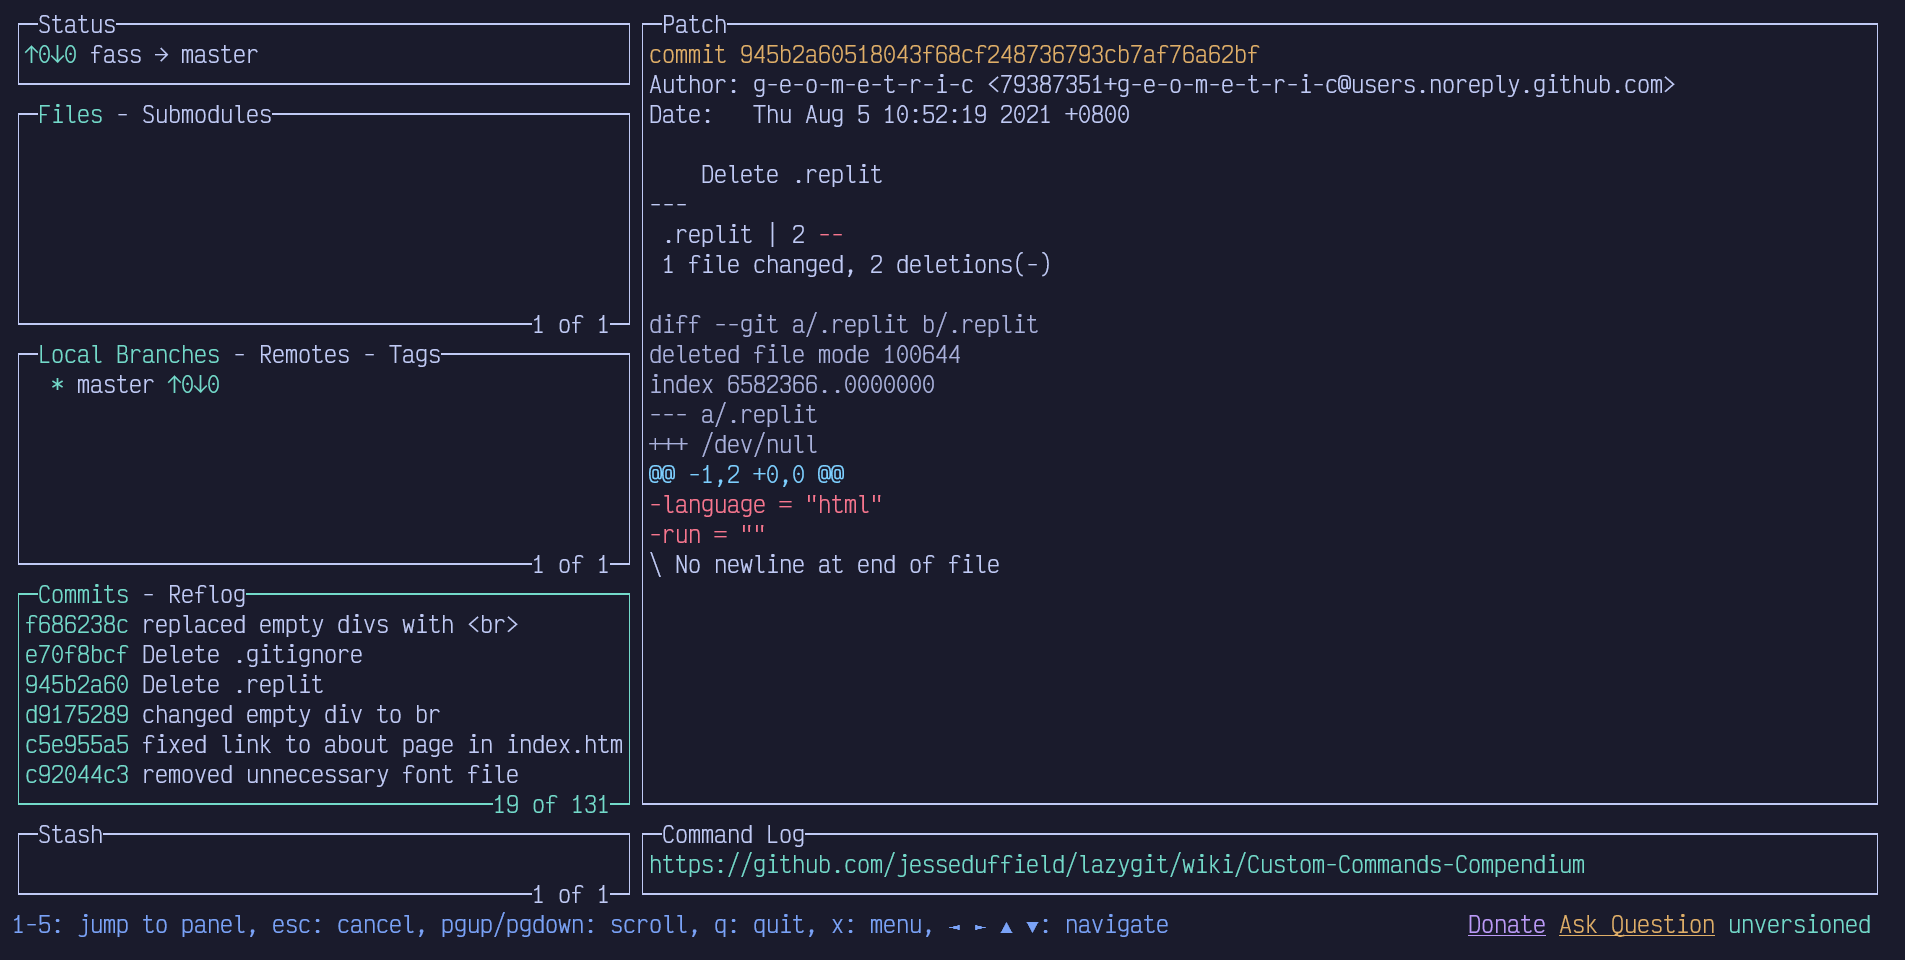 Status
↑0↓0 fass → master
Files - Submodules
1 of 1
Local Branches - Remotes - Tags
* master ↑0↓0
1 of 1
Commits - Reflog
f686238c replaced empty divs with <br>
e70f8bcf Delete .gitignore
945b2a60 Delete .replit
d9175289 changed empty div to br
c5e955a5 fixed link to about page in index.htm
c92044c3 removed unnecessary font file
19 of 131
Stash
1 of 1
Patch
commit 945b2a60518043f68cf248736793cb7af76a62bf
Author: g-e-o-m-e-t-r-i-c <79387351+g-e-o-m-e-t-r-i-c@users.noreply.github.com>
Date:   Thu Aug 5 10:52:19 2021 +0800
    Delete .replit
---
 .replit | 2 --
 1 file changed, 2 deletions(-)
diff --git a/.replit b/.replit
deleted file mode 100644
index 6582366..0000000
--- a/.replit
+++ /dev/null
@@ -1,2 +0,0 @@
-language = "html"
-run = ""
\ No newline at end of file
Command Log
https://github.com/jesseduffield/lazygit/wiki/Custom-Commands-Compendium
1-5: jump to panel, esc: cancel, pgup/pgdown: scroll, q: quit, x: menu, ◄ ► ▲ ▼: navigate
Donate Ask Question unversioned